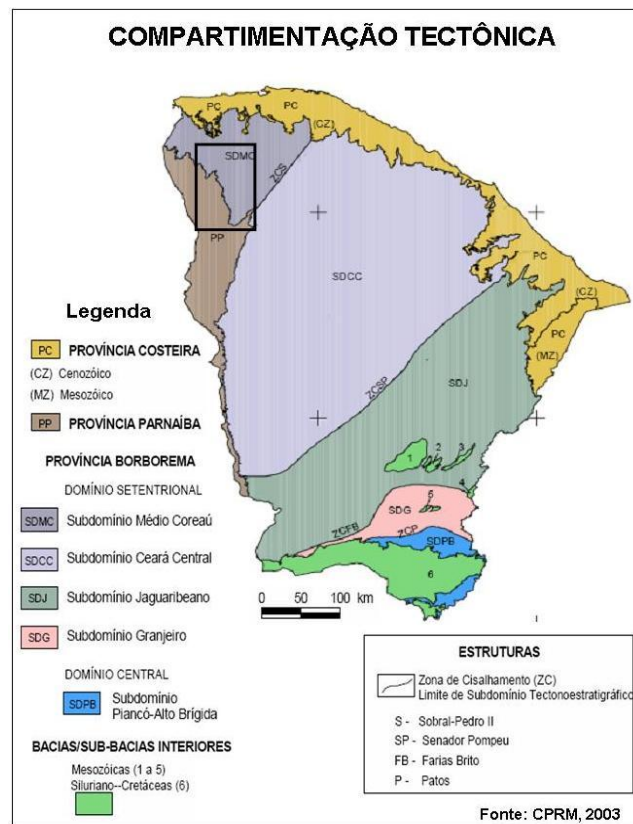 COMPARTIMENTAÇÃO TECTÔNICA
PC
PC
(CZ)
SDMC
ZCS
PP
SDCC
PC
(CZ)
PC
(MZ)
ZCSP
SDJ
1
2
3
4
5
SDG
ZCFB
ZCP
SDPB
6
0 50 100 km
Legenda
PC PROVÍNCIA COSTEIRA
(CZ) Cenozóico
(MZ) Mesozóico
PP PROVÍNCIA PARNAÍBA
PROVÍNCIA BORBOREMA
DOMÍNIO SETENTRIONAL
SDMC Subdomínio Médio Coreaú
SDCC Subdomínio Ceará Central
SDJ Subdomínio Jaguaribeano
SDG Subdomínio Granjeiro
DOMÍNIO CENTRAL
SDPB Subdomínio
Piancó-Alto Brígida
BACIAS/SUB-BACIAS INTERIORES
Mesozóicas (1 a 5)
Siluriano--Cretáceas (6)
ESTRUTURAS
Zona de Cisalhamento (ZC)
Limite de Subdomínio Tectonoestratigráfico
S - Sobral-Pedro II
SP - Senador Pompeu
FB - Farias Brito
P - Patos
Fonte: CPRM, 2003